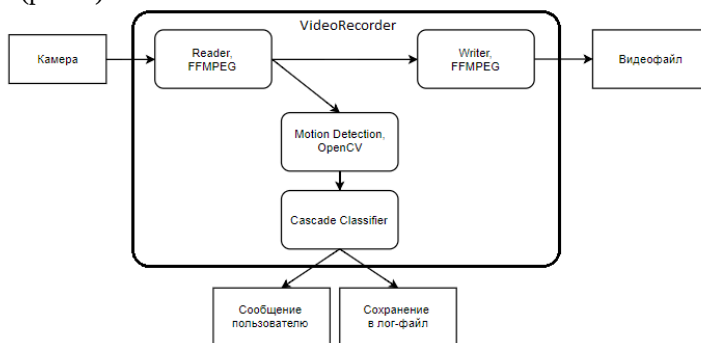 VideoRecorder
Камера
Reader,
FFMPEG
Writer,
FFMPEG
Видеофайл
Motion Detection,
OpenCV
Cascade Classifier
Сообщение
пользователю
Сохранение
в лог-файл